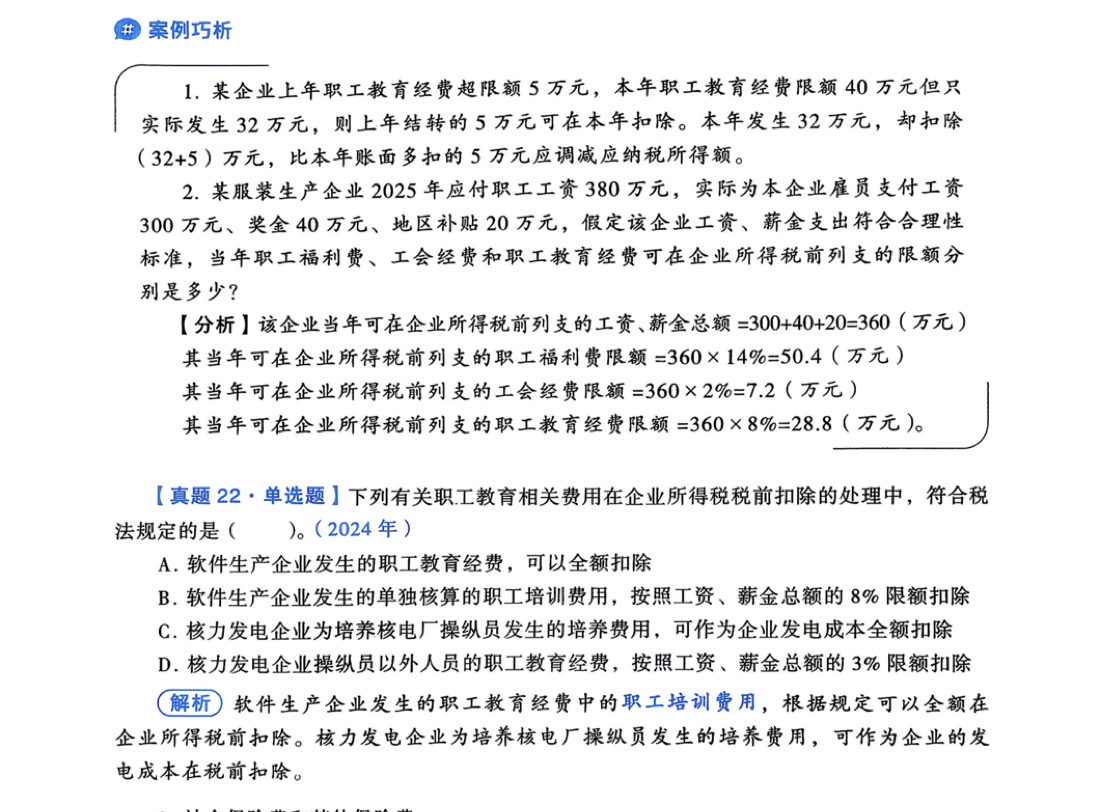 # 案例巧析
1. 某企业上年职工教育经费超限额 5 万元，本年职工教育经费限额 40 万元但只
实际发生 32 万元，则上年结转的 5 万元可在本年扣除。本年发生 32 万元，却扣除
（32+5）万元，比本年账面多扣的 5 万元应调减应纳税所得额。
2. 某服装生产企业 2025 年应付职工工资 380 万元，实际为本企业雇员支付工资
300 万元、奖金 40 万元、地区补贴 20 万元，假定该企业工资、薪金支出符合合理性
标准，当年职工福利费、工会经费和职工教育经费可在企业所得税前列支的限额分
别是多少？
【分析】该企业当年可在企业所得税前列支的工资、薪金总额 =300+40+20=360（万元）
其当年可在企业所得税前列支的职工福利费限额 =360×14%=50.4（万元）
其当年可在企业所得税前列支的工会经费限额 =360×2%=7.2（万元）
其当年可在企业所得税前列支的职工教育经费限额 =360×8%=28.8（万元）。
【真题 22·单选题】下列有关职工教育相关费用在企业所得税税前扣除的处理中，符合税
法规定的是（　　）。（2024 年）
A. 软件生产企业发生的职工教育经费，可以全额扣除
B. 软件生产企业发生的单独核算的职工培训费用，按照工资、薪金总额的 8% 限额扣除
C. 核力发电企业为培养核电厂操纵员发生的培养费用，可作为企业发电成本全额扣除
D. 核力发电企业操纵员以外人员的职工教育经费，按照工资、薪金总额的 3% 限额扣除
解析 软件生产企业发生的职工教育经费中的职工培训费用，根据规定可以全额在
企业所得税前扣除。核力发电企业为培养核电厂操纵员发生的培养费用，可作为企业的发
电成本在税前扣除。